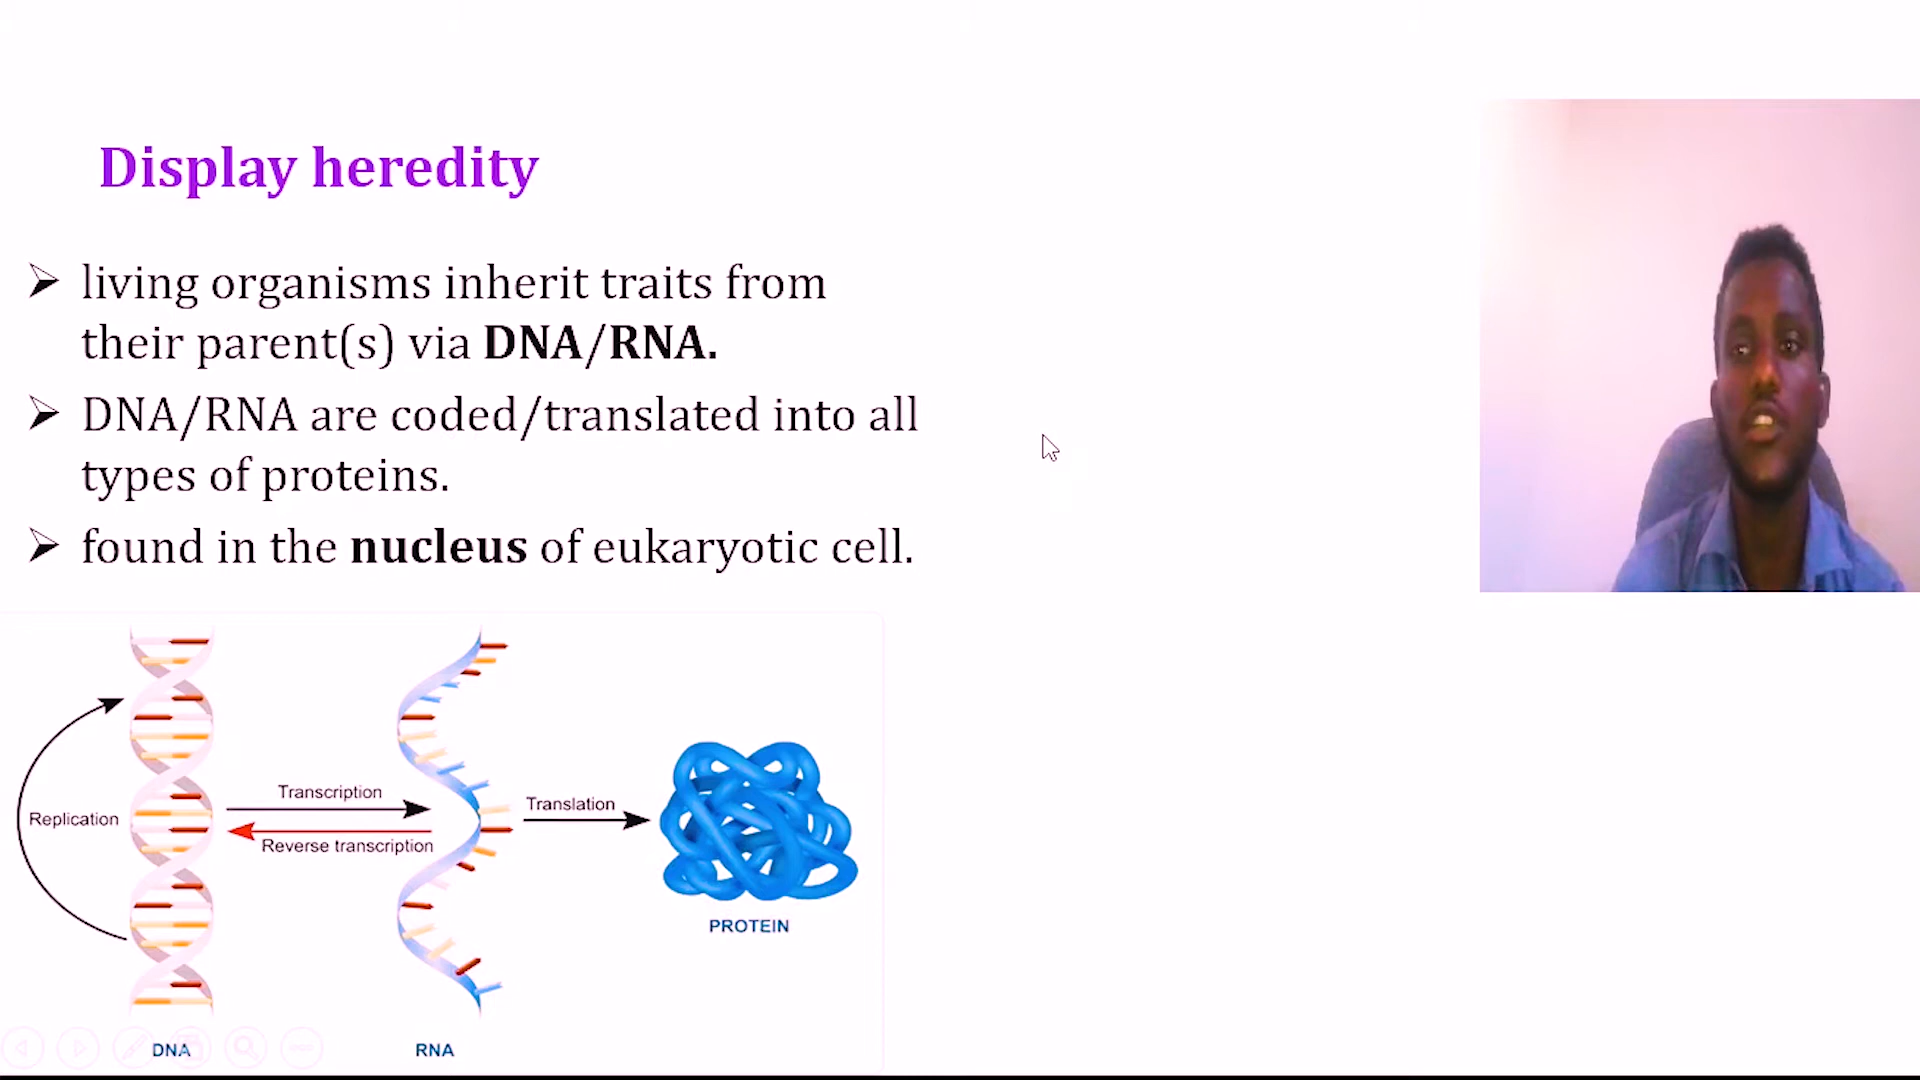 Display heredity
living organisms inherit traits from
their parent(s) via DNA/RNA.
DNA/RNA are coded/translated into all
types of proteins.
found in the nucleus of eukaryotic cell.
Replication
Transcription
Reverse transcription
Translation
PROTEIN
DNA
RNA